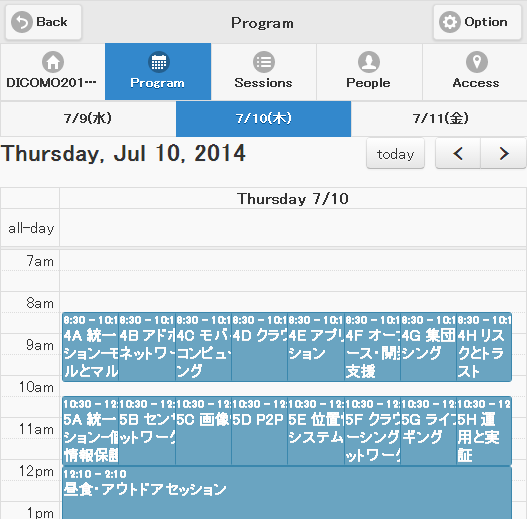 Back
Program
Option
DICOMO201…
Program
Sessions
People
Access
7/9(水)
7/10(木)
7/11(金)
Thursday, Jul 10, 2014
today
Thursday 7/10
all-day
7am
8am
9am
10am
11am
12pm
1pm
8:30 - 10:1
4A 統一
ション-モ
ルとマル
8:30 - 10:1
4B アドホ
ネットワー
8:30 - 10:1
4C モバ
コンピュー
ング
8:30 - 10:1
4D クラウ
8:30 - 10:1
4E アプリ
ション
8:30 - 10:1
4F オープ
ース・開
支援
8:30 - 10:1
4G 集団
シング
8:30 - 10:1
4H リス
クとトラ
スト
10:30 - 12:
5A 統一
ション-個
情報保護
10:30 - 12:
5B セン
ットワーク
10:30 - 12:
5C 画像
10:30 - 12:
5D P2P
10:30 - 12:
5E 位置
システム
10:30 - 12:
5F クラウ
ーシング
ットワーク
10:30 - 12:
5G ライフ
ギング
10:30 - 12:
5H 運
用と実
証
12:10 - 2:10
昼食・アウトドアセッション